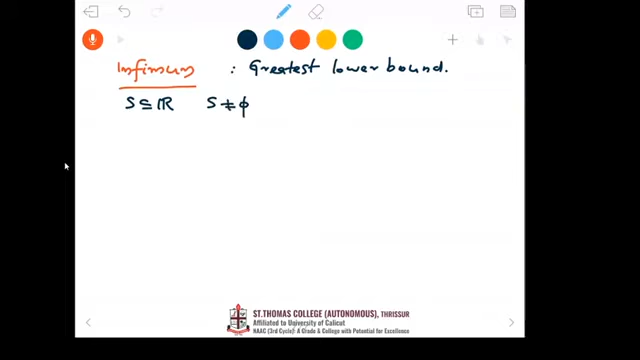 Infimum : Greatest lower bound.
S ⊆ ℝ S ≠ ϕ
ST. THOMAS COLLEGE (AUTONOMOUS), THRISSUR
Affiliated to University of Calicut
NAAC (3rd Cycle): A Grade & College with Potential for Excellence